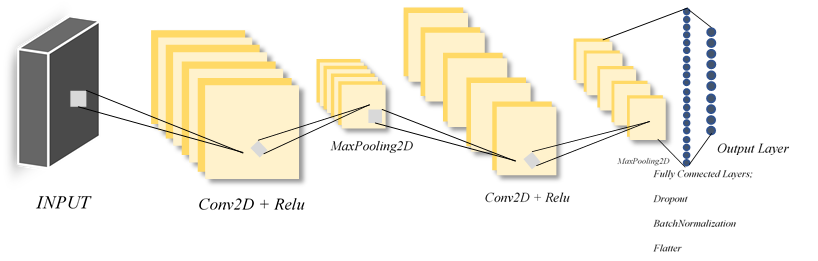 INPUT
Conv2D + Relu
MaxPooling2D
Conv2D + Relu
MaxPooling2D
Output Layer
Fully Connected Layers;
Dropout
BatchNormalization
Flatter